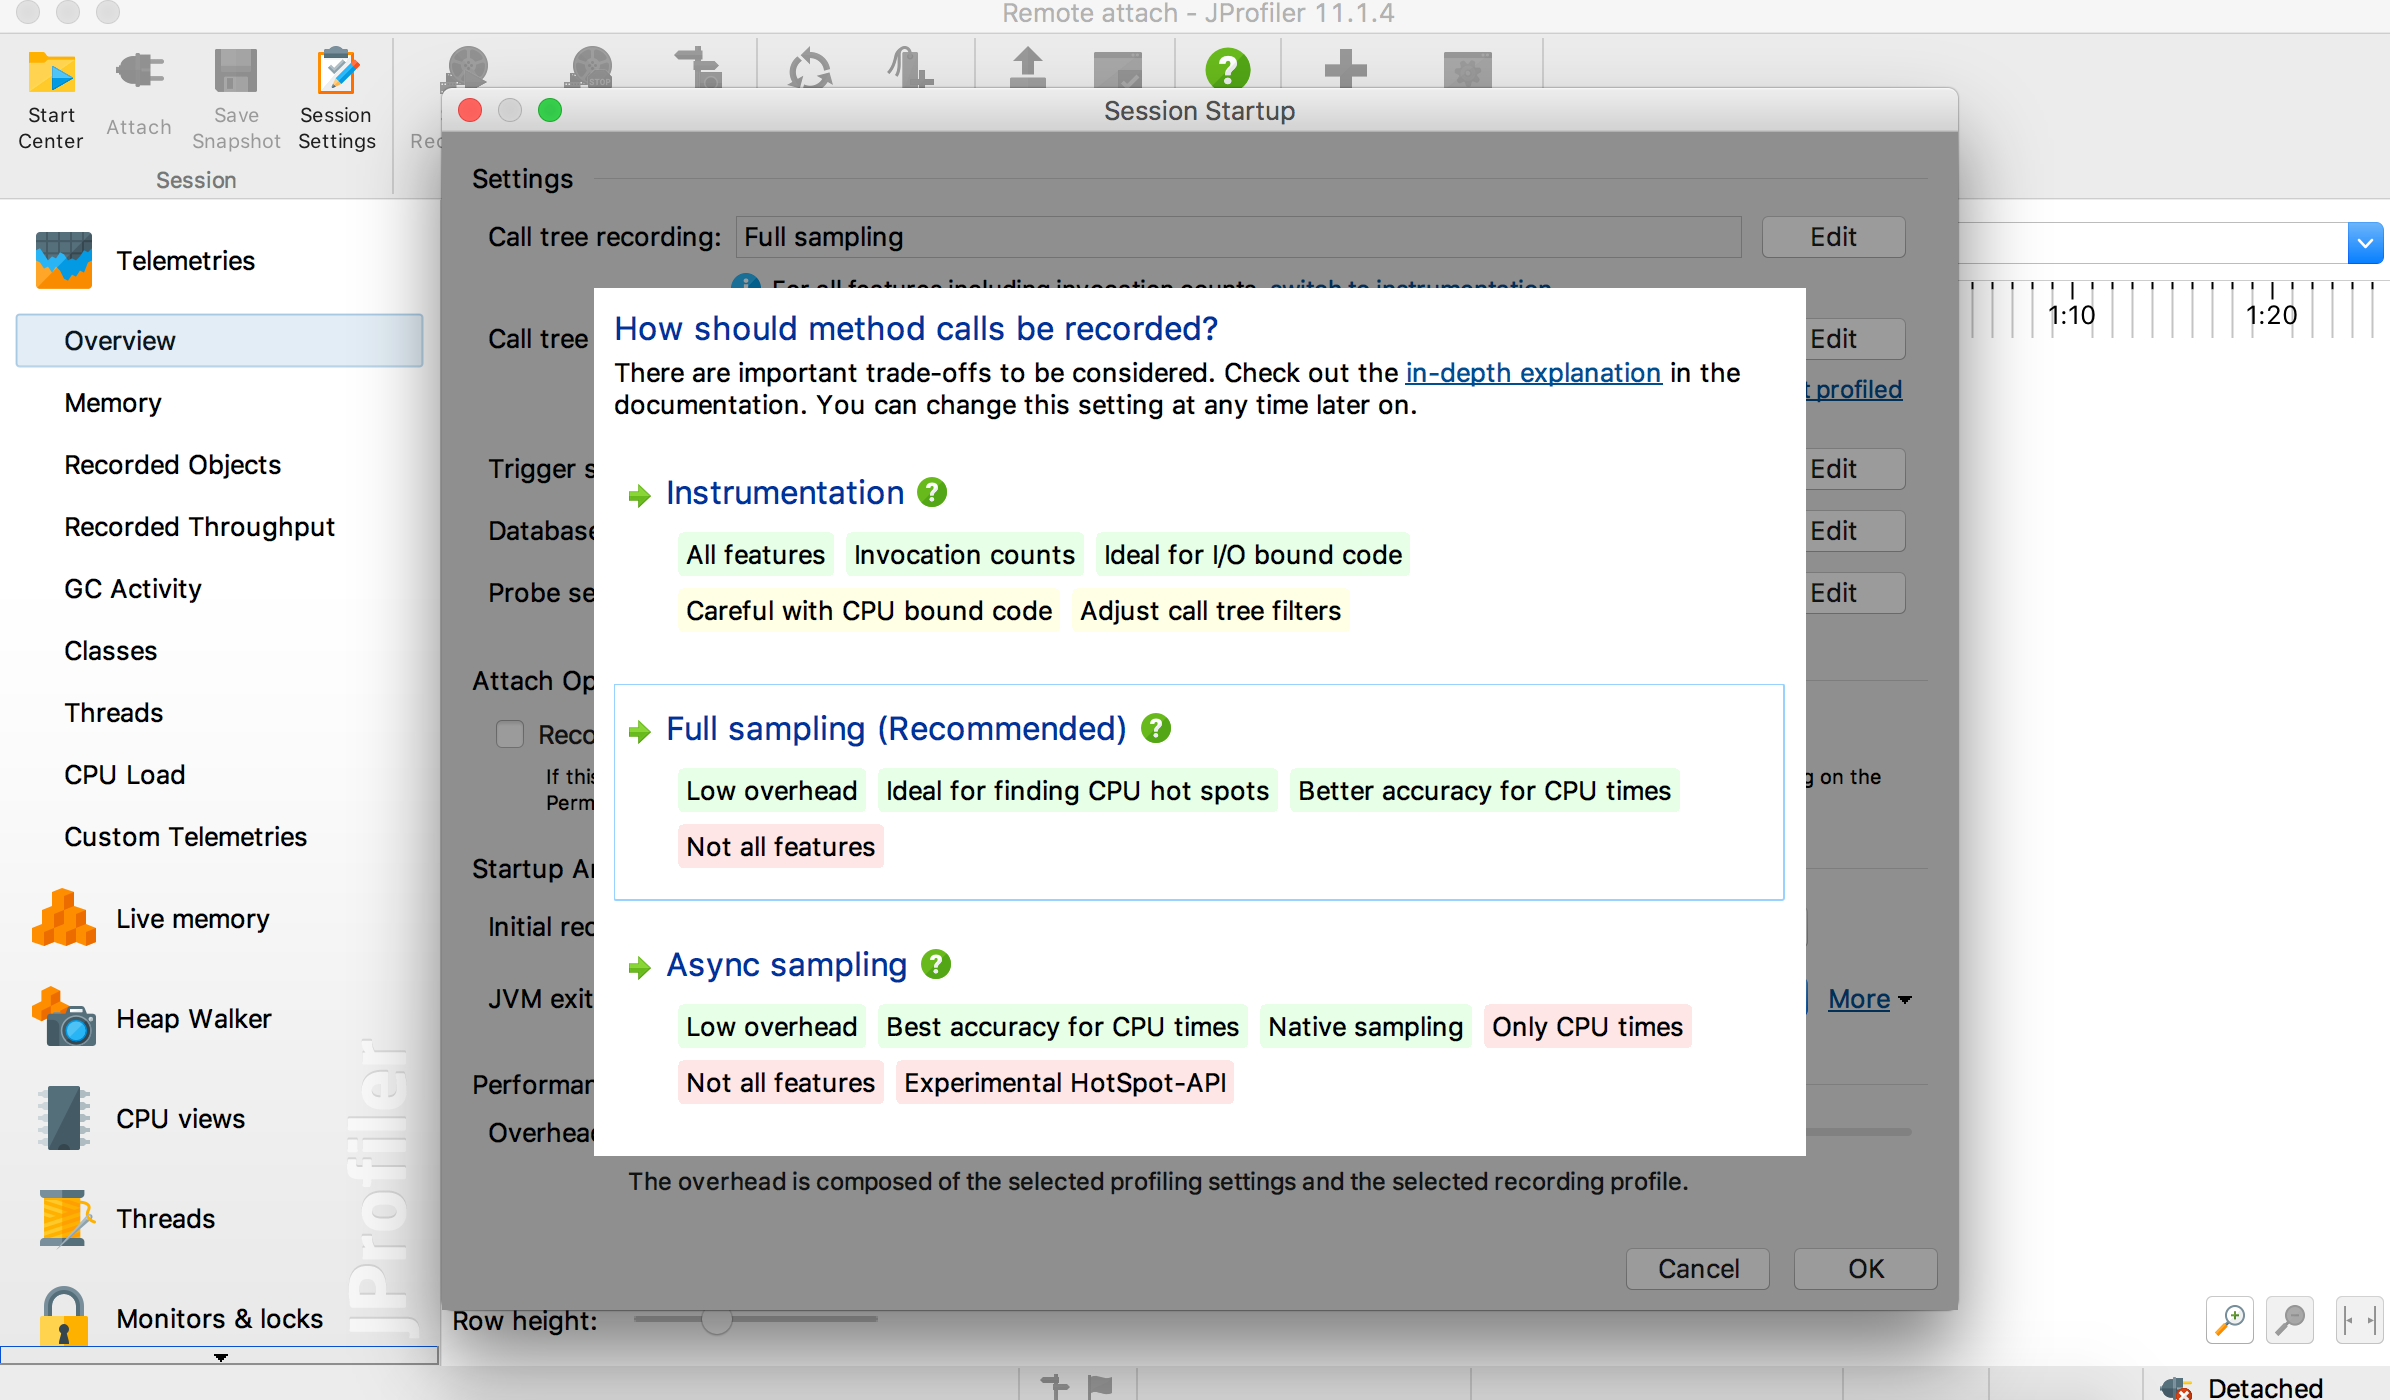 Remote attach - JProfiler 11.1.4
Start Center
Attach
Save Snapshot
Session Settings
Rec
STOP
Session
Session Startup
Settings
Call tree recording: Full sampling Edit
For all features including invocation counts, switch to instrumentation
Call tree Edit
t profiled
Trigger s Edit
Database Edit
Probe se Edit
Attach Op
Reco
If this
g on the
Perm
Startup Ar
Initial rec
JVM exit More
Performan
Overhead
The overhead is composed of the selected profiling settings and the selected recording profile.
Cancel OK
How should method calls be recorded?
There are important trade-offs to be considered. Check out the in-depth explanation in the
documentation. You can change this setting at any time later on.
Instrumentation ?
All features Invocation counts Ideal for I/O bound code
Careful with CPU bound code Adjust call tree filters
Full sampling (Recommended) ?
Low overhead Ideal for finding CPU hot spots Better accuracy for CPU times
Not all features
Async sampling ?
Low overhead Best accuracy for CPU times Native sampling Only CPU times
Not all features Experimental HotSpot-API
Telemetries
Overview
Memory
Recorded Objects
Recorded Throughput
GC Activity
Classes
Threads
CPU Load
Custom Telemetries
Live memory
Heap Walker
CPU views
Threads
Monitors & locks
JProfiler
1:10 1:20
Row height:
Detached